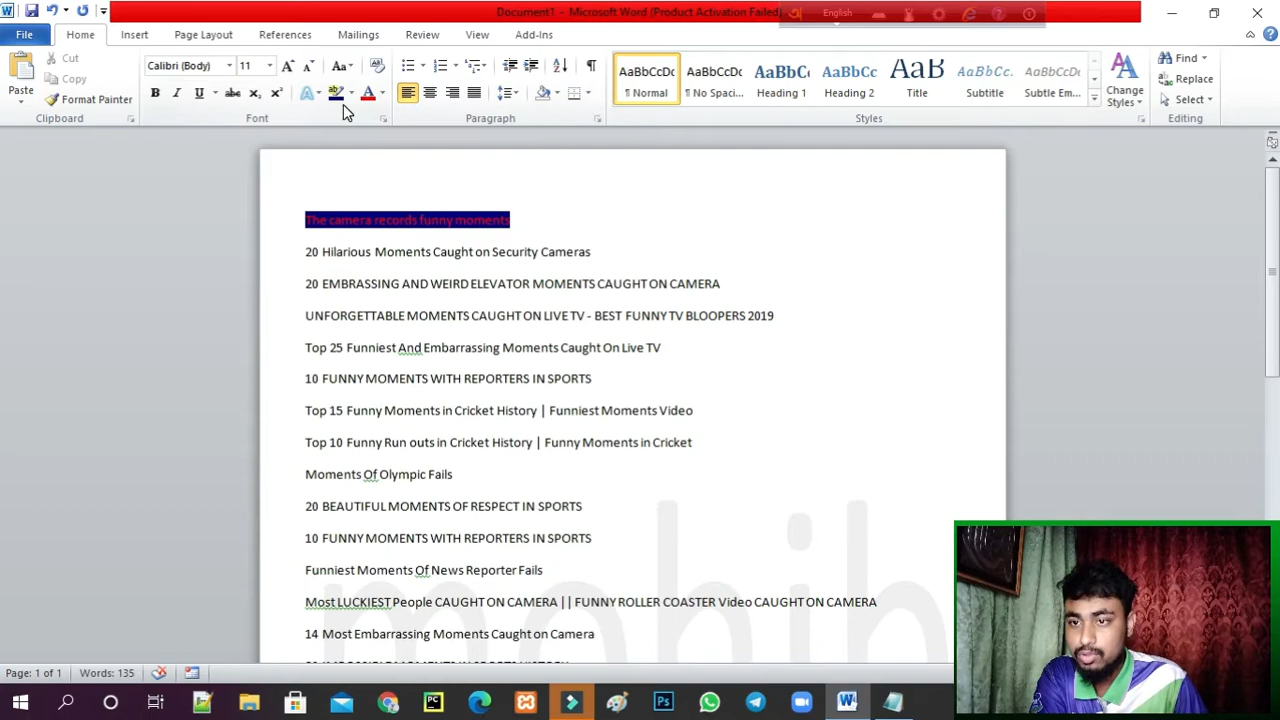 Document1 - Microsoft Word (Product Activation Failed)
English
File
Home
Insert
Page Layout
References
Mailings
Review
View
Add-Ins
Paste
Cut
Copy
Format Painter
Clipboard
Calibri (Body)
11
Font
Paragraph
AaBbCcDc
¶ Normal
AaBbCcDc
¶ No Spaci...
AaBbC
Heading 1
AaBbCc
Heading 2
AaB
Title
AaBbCcI
Subtitle
AaBbCcDc
Subtle Em...
Styles
Change
Styles
Find
Replace
Select
Editing
The camera records funny moments
20 Hilarious Moments Caught on Security Cameras
20 EMBRASSING AND WEIRD ELEVATOR MOMENTS CAUGHT ON CAMERA
UNFORGETTABLE MOMENTS CAUGHT ON LIVE TV - BEST FUNNY TV BLOOPERS 2019
Top 25 Funniest And Embarrassing Moments Caught On Live TV
10 FUNNY MOMENTS WITH REPORTERS IN SPORTS
Top 15 Funny Moments in Cricket History | Funniest Moments Video
Top 10 Funny Run outs in Cricket History | Funny Moments in Cricket
Moments Of Olympic Fails
20 BEAUTIFUL MOMENTS OF RESPECT IN SPORTS
10 FUNNY MOMENTS WITH REPORTERS IN SPORTS
Funniest Moments Of News Reporter Fails
Most LUCKIEST People CAUGHT ON CAMERA || FUNNY ROLLER COASTER Video CAUGHT ON CAMERA
14 Most Embarrassing Moments Caught on Camera
Page: 1 of 1
Words: 135